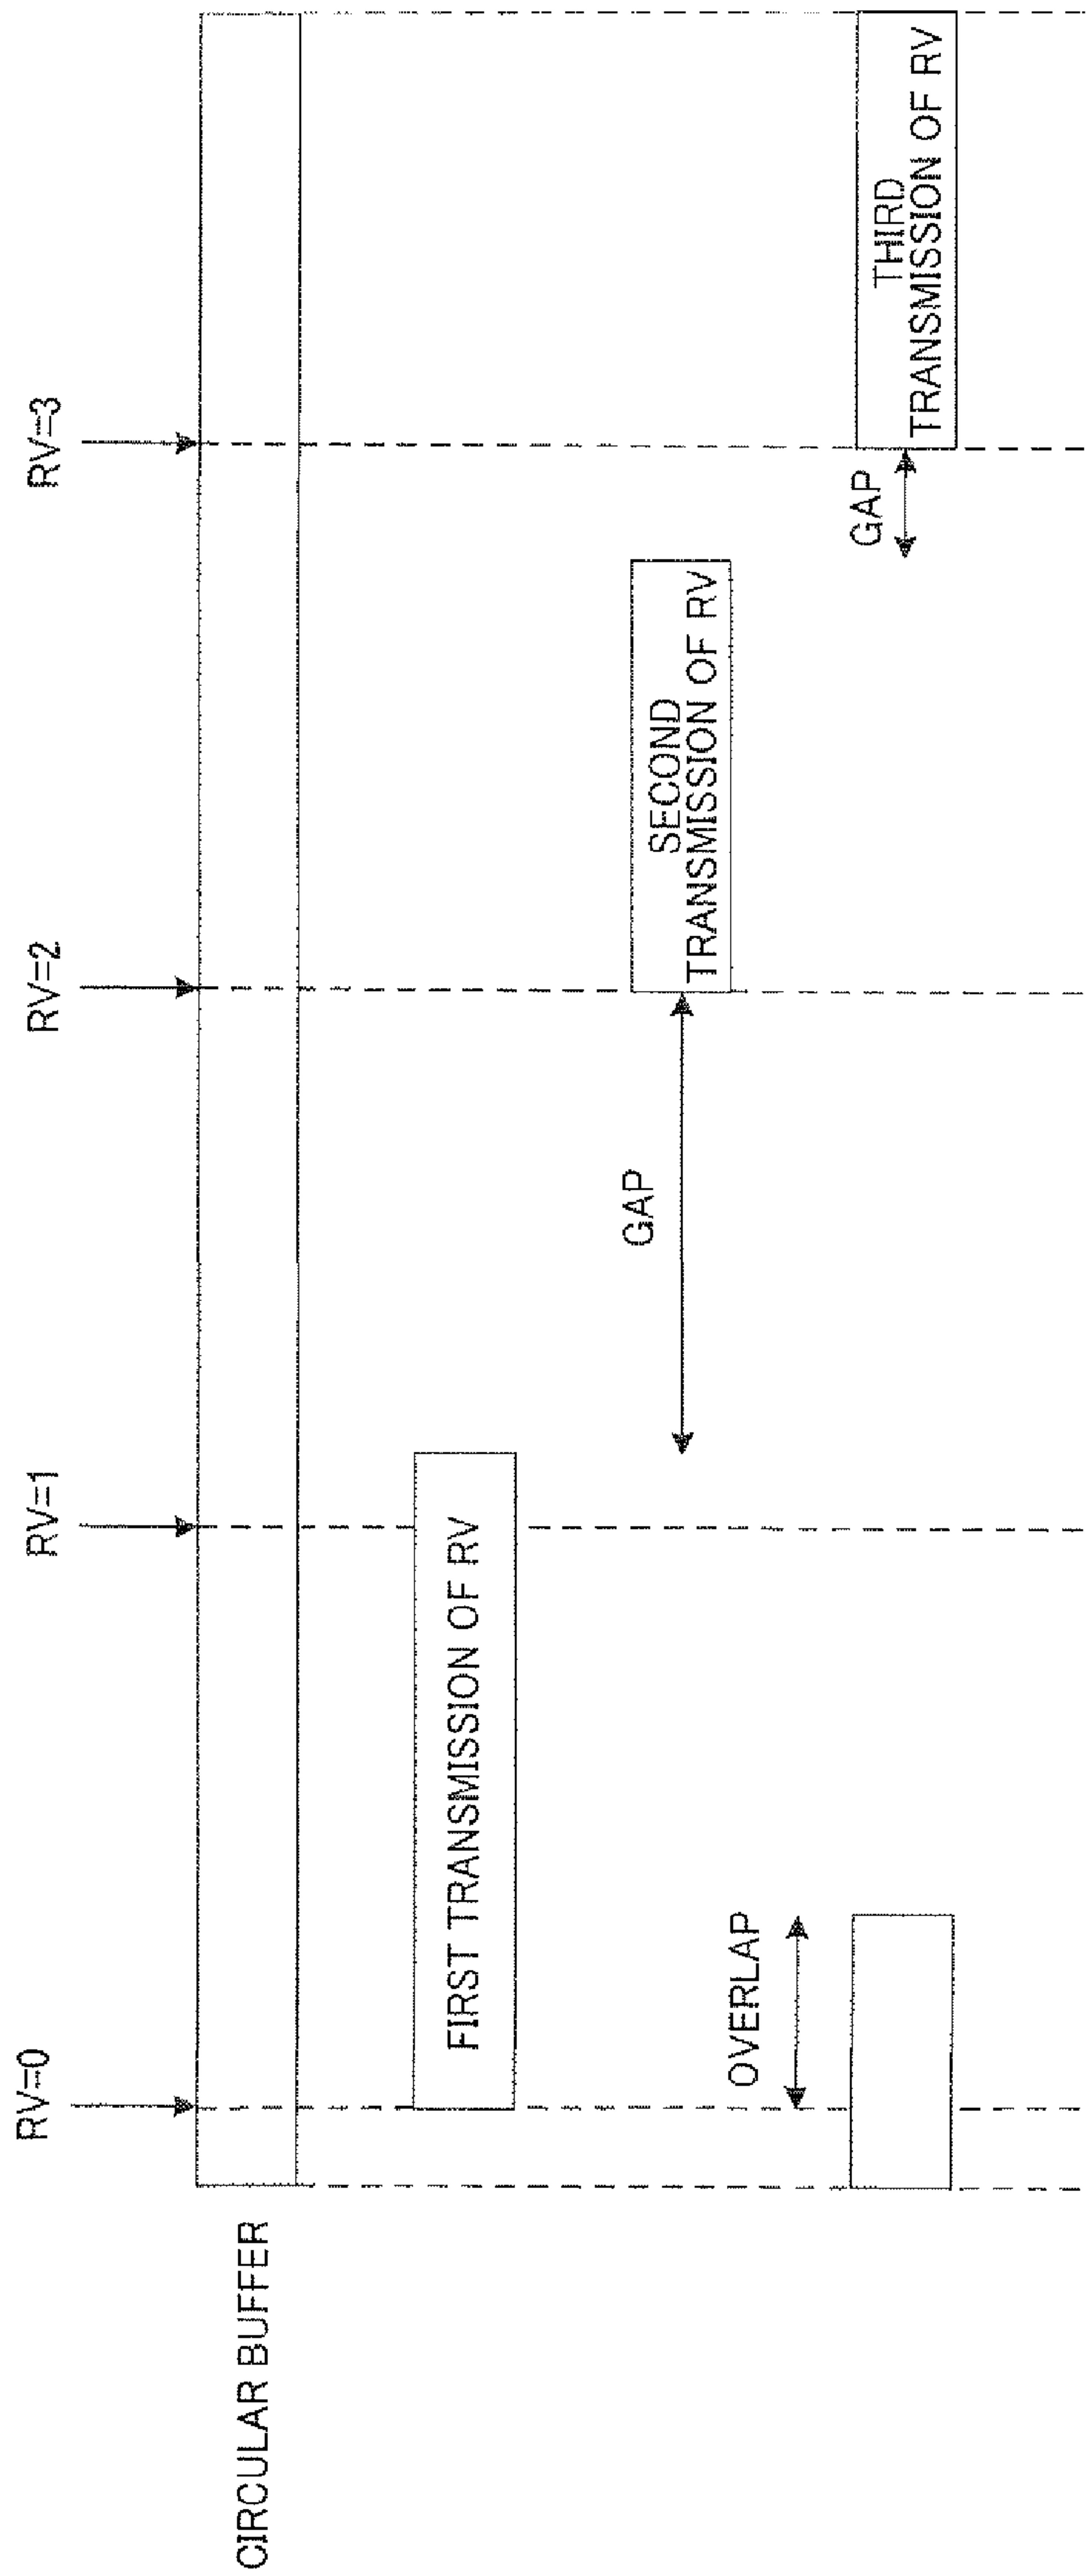 RV=0
RV=1
RV=2
RV=3
CIRCULAR BUFFER
FIRST TRANSMISSION OF RV
GAP
SECOND
TRANSMISSION OF RV
OVERLAP
GAP
THIRD
TRANSMISSION OF RV